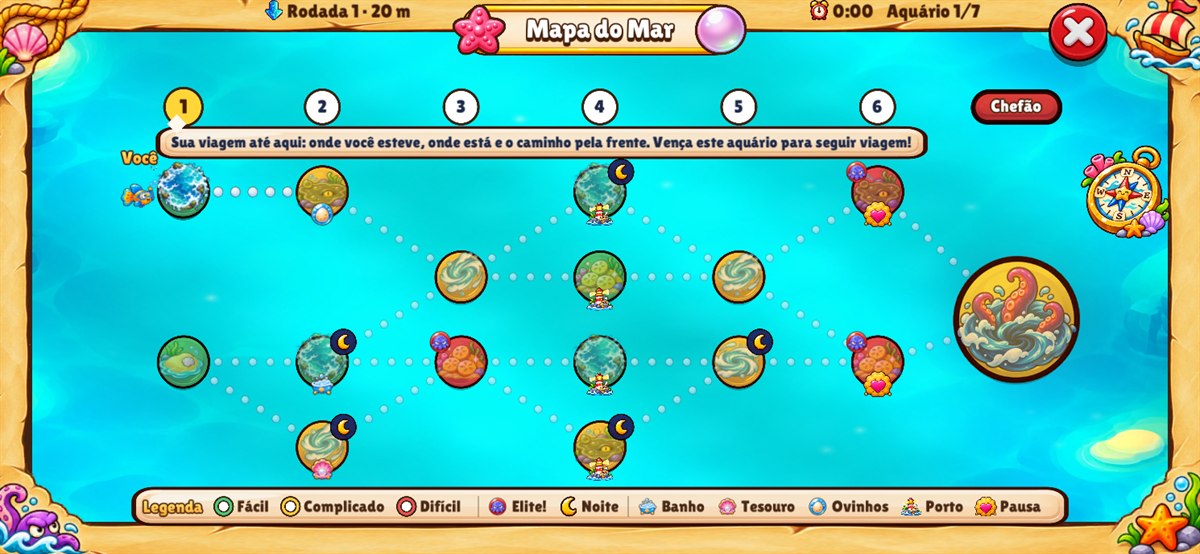 Rodada 1 · 20 m
Mapa do Mar
0:00 Aquário 1/7
1 2 3 4 5 6 Chefão
Sua viagem até aqui: onde você esteve, onde está e o caminho pela frente. Vença este aquário para seguir viagem!
Você
N
W E
S
Legenda Fácil Complicado Difícil Elite! Noite Banho Tesouro Ovinhos Porto Pausa